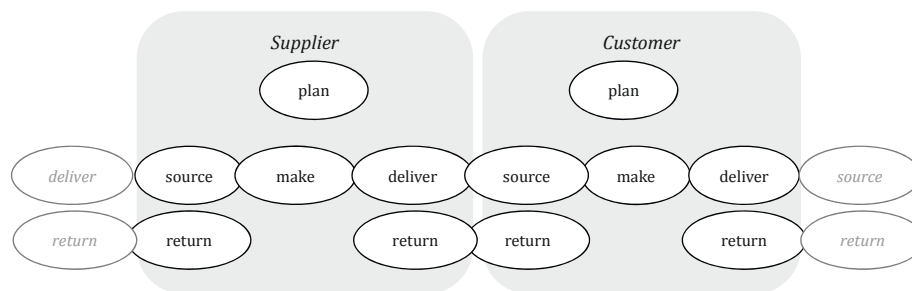 Supplier Customer
plan plan
deliver source make deliver source make deliver source
return return return return return return